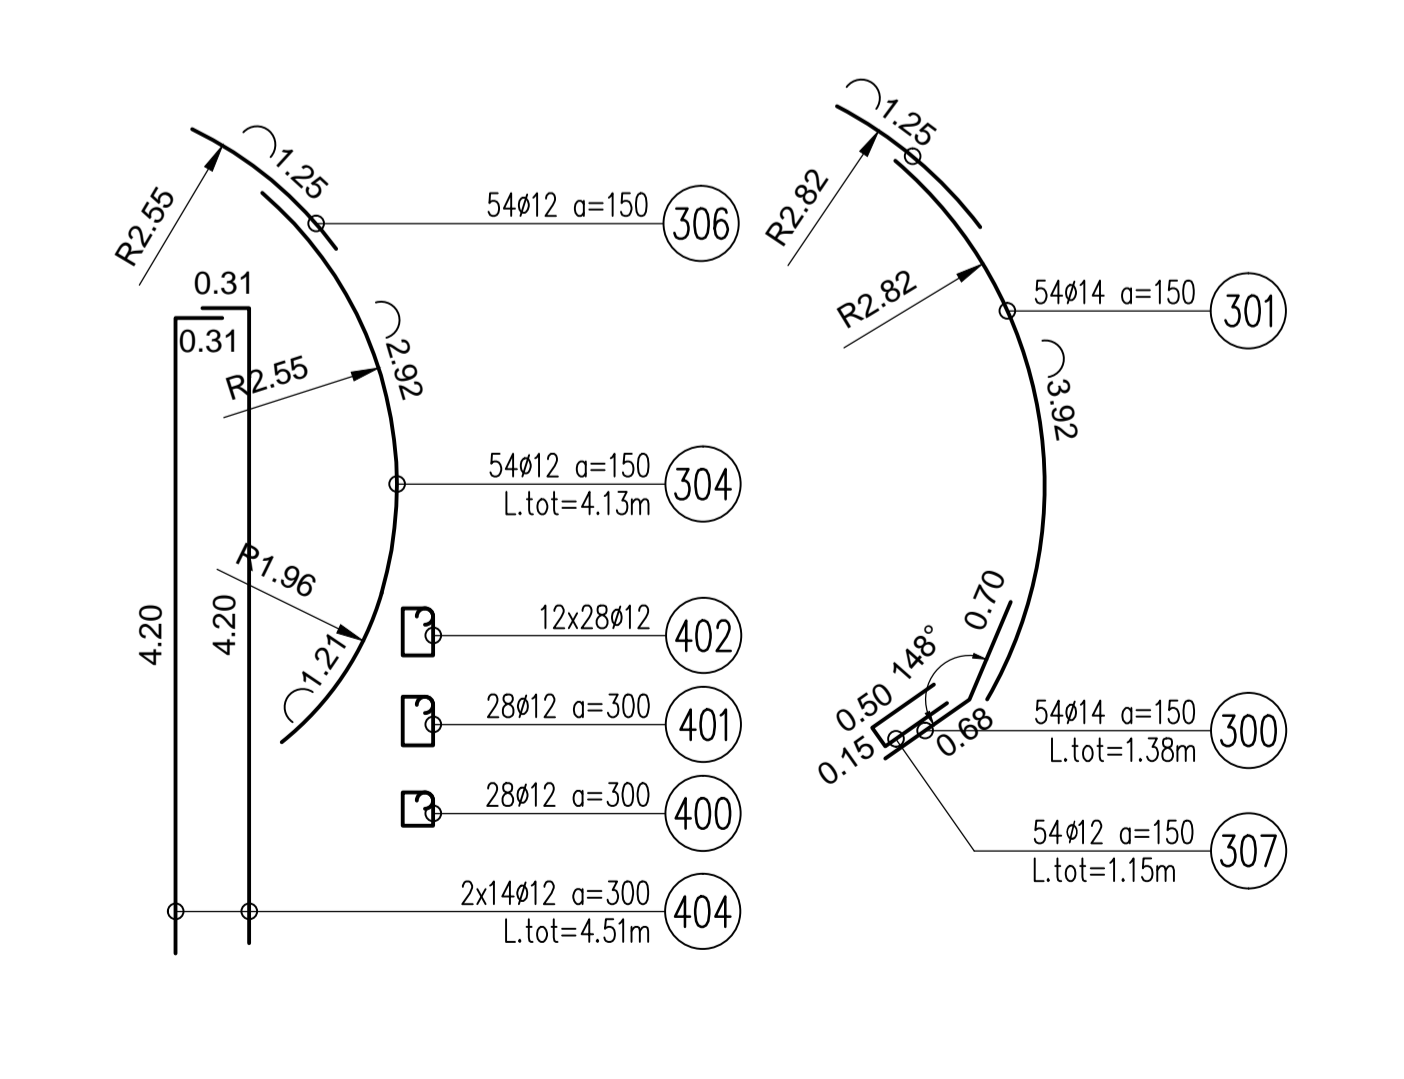 1.25
R2.55
54ø12 a=150
306
0.31
0.31
R2.55
2.92
54ø12 a=150
304
L.tot=4.13m
R1.96
4.20
4.20
1.21
12x28ø12
402
28ø12 a=300
401
28ø12 a=300
400
2x14ø12 a=300
404
L.tot=4.51m
1.25
R2.82
R2.82
54ø14 a=150
301
3.92
0.70
148°
0.50
0.15
0.68
54ø14 a=150
300
L.tot=1.38m
54ø12 a=150
307
L.tot=1.15m